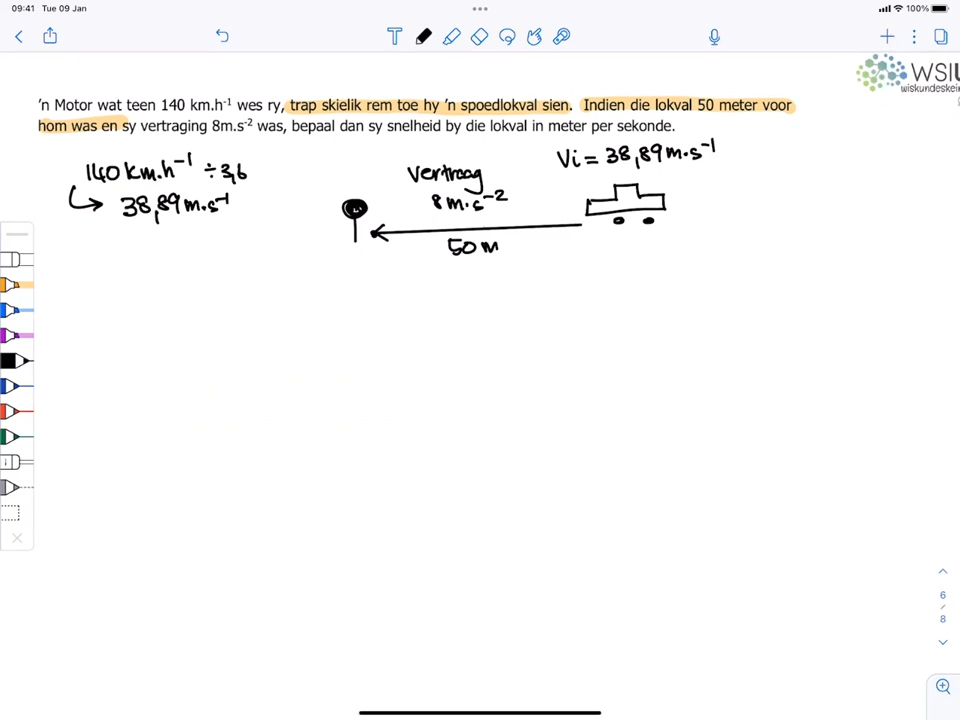 09:41 Tue 09 Jan
100%
WSI
wiskundeskei
'n Motor wat teen 140 km.h⁻¹ wes ry, trap skielik rem toe hy 'n spoedlokval sien. Indien die lokval 50 meter voor
hom was en sy vertraging 8m.s⁻² was, bepaal dan sy snelheid by die lokval in meter per sekonde.
140 km.h⁻¹ ÷3,6
38,89 m.s⁻¹
Vertraag
8 m.s⁻²
50 m
Vi = 38,89 m.s⁻¹
6
/
8